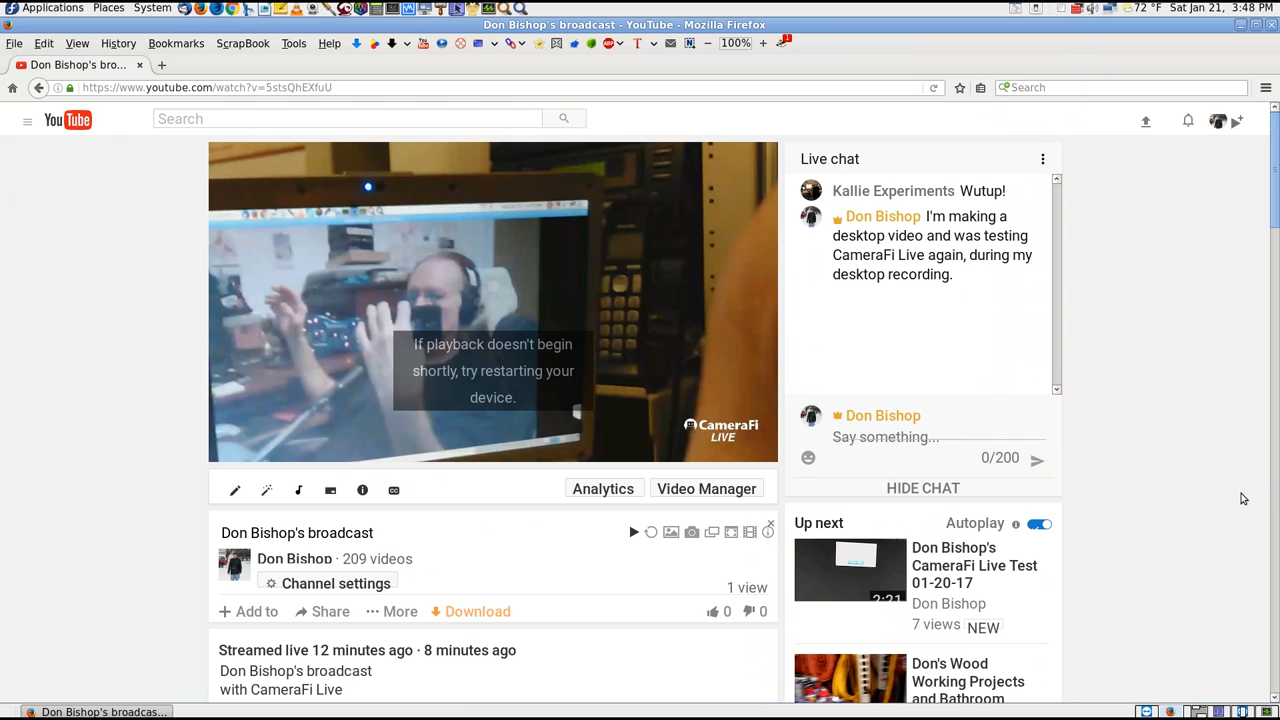 Applications Places System 72 °F Sat Jan 21, 3:48 PM
Don Bishop's broadcast - YouTube - Mozilla Firefox
File Edit View History Bookmarks ScrapBook Tools Help 100% 1
Don Bishop's bro...
https://www.youtube.com/watch?v=5stsQhEXfuU Search
YouTube Search
Live chat
Kallie Experiments Wutup!
Don Bishop I'm making a
desktop video and was testing
CameraFi Live again, during my
desktop recording.
If playback doesn't begin
shortly, try restarting your
device.
CameraFi
LIVE
Don Bishop
Say something...
0/200
HIDE CHAT
Analytics Video Manager
Don Bishop's broadcast
Don Bishop · 209 videos
Channel settings
1 view
Add to Share More Download 0 0
Streamed live 12 minutes ago · 8 minutes ago
Don Bishop's broadcast
with CameraFi Live
Up next Autoplay
Don Bishop's
CameraFi Live Test
01-20-17
2:21
Don Bishop
7 views NEW
Don's Wood
Working Projects
and Bathroom
Don Bishop's broadcas...